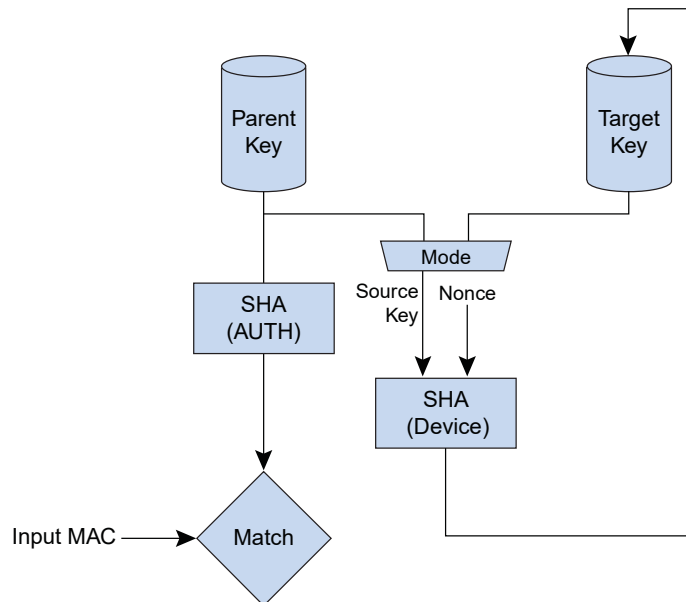 Parent
Key
Target
Key
Mode
Source
Key
Nonce
SHA
(AUTH)
SHA
(Device)
Input MAC
Match